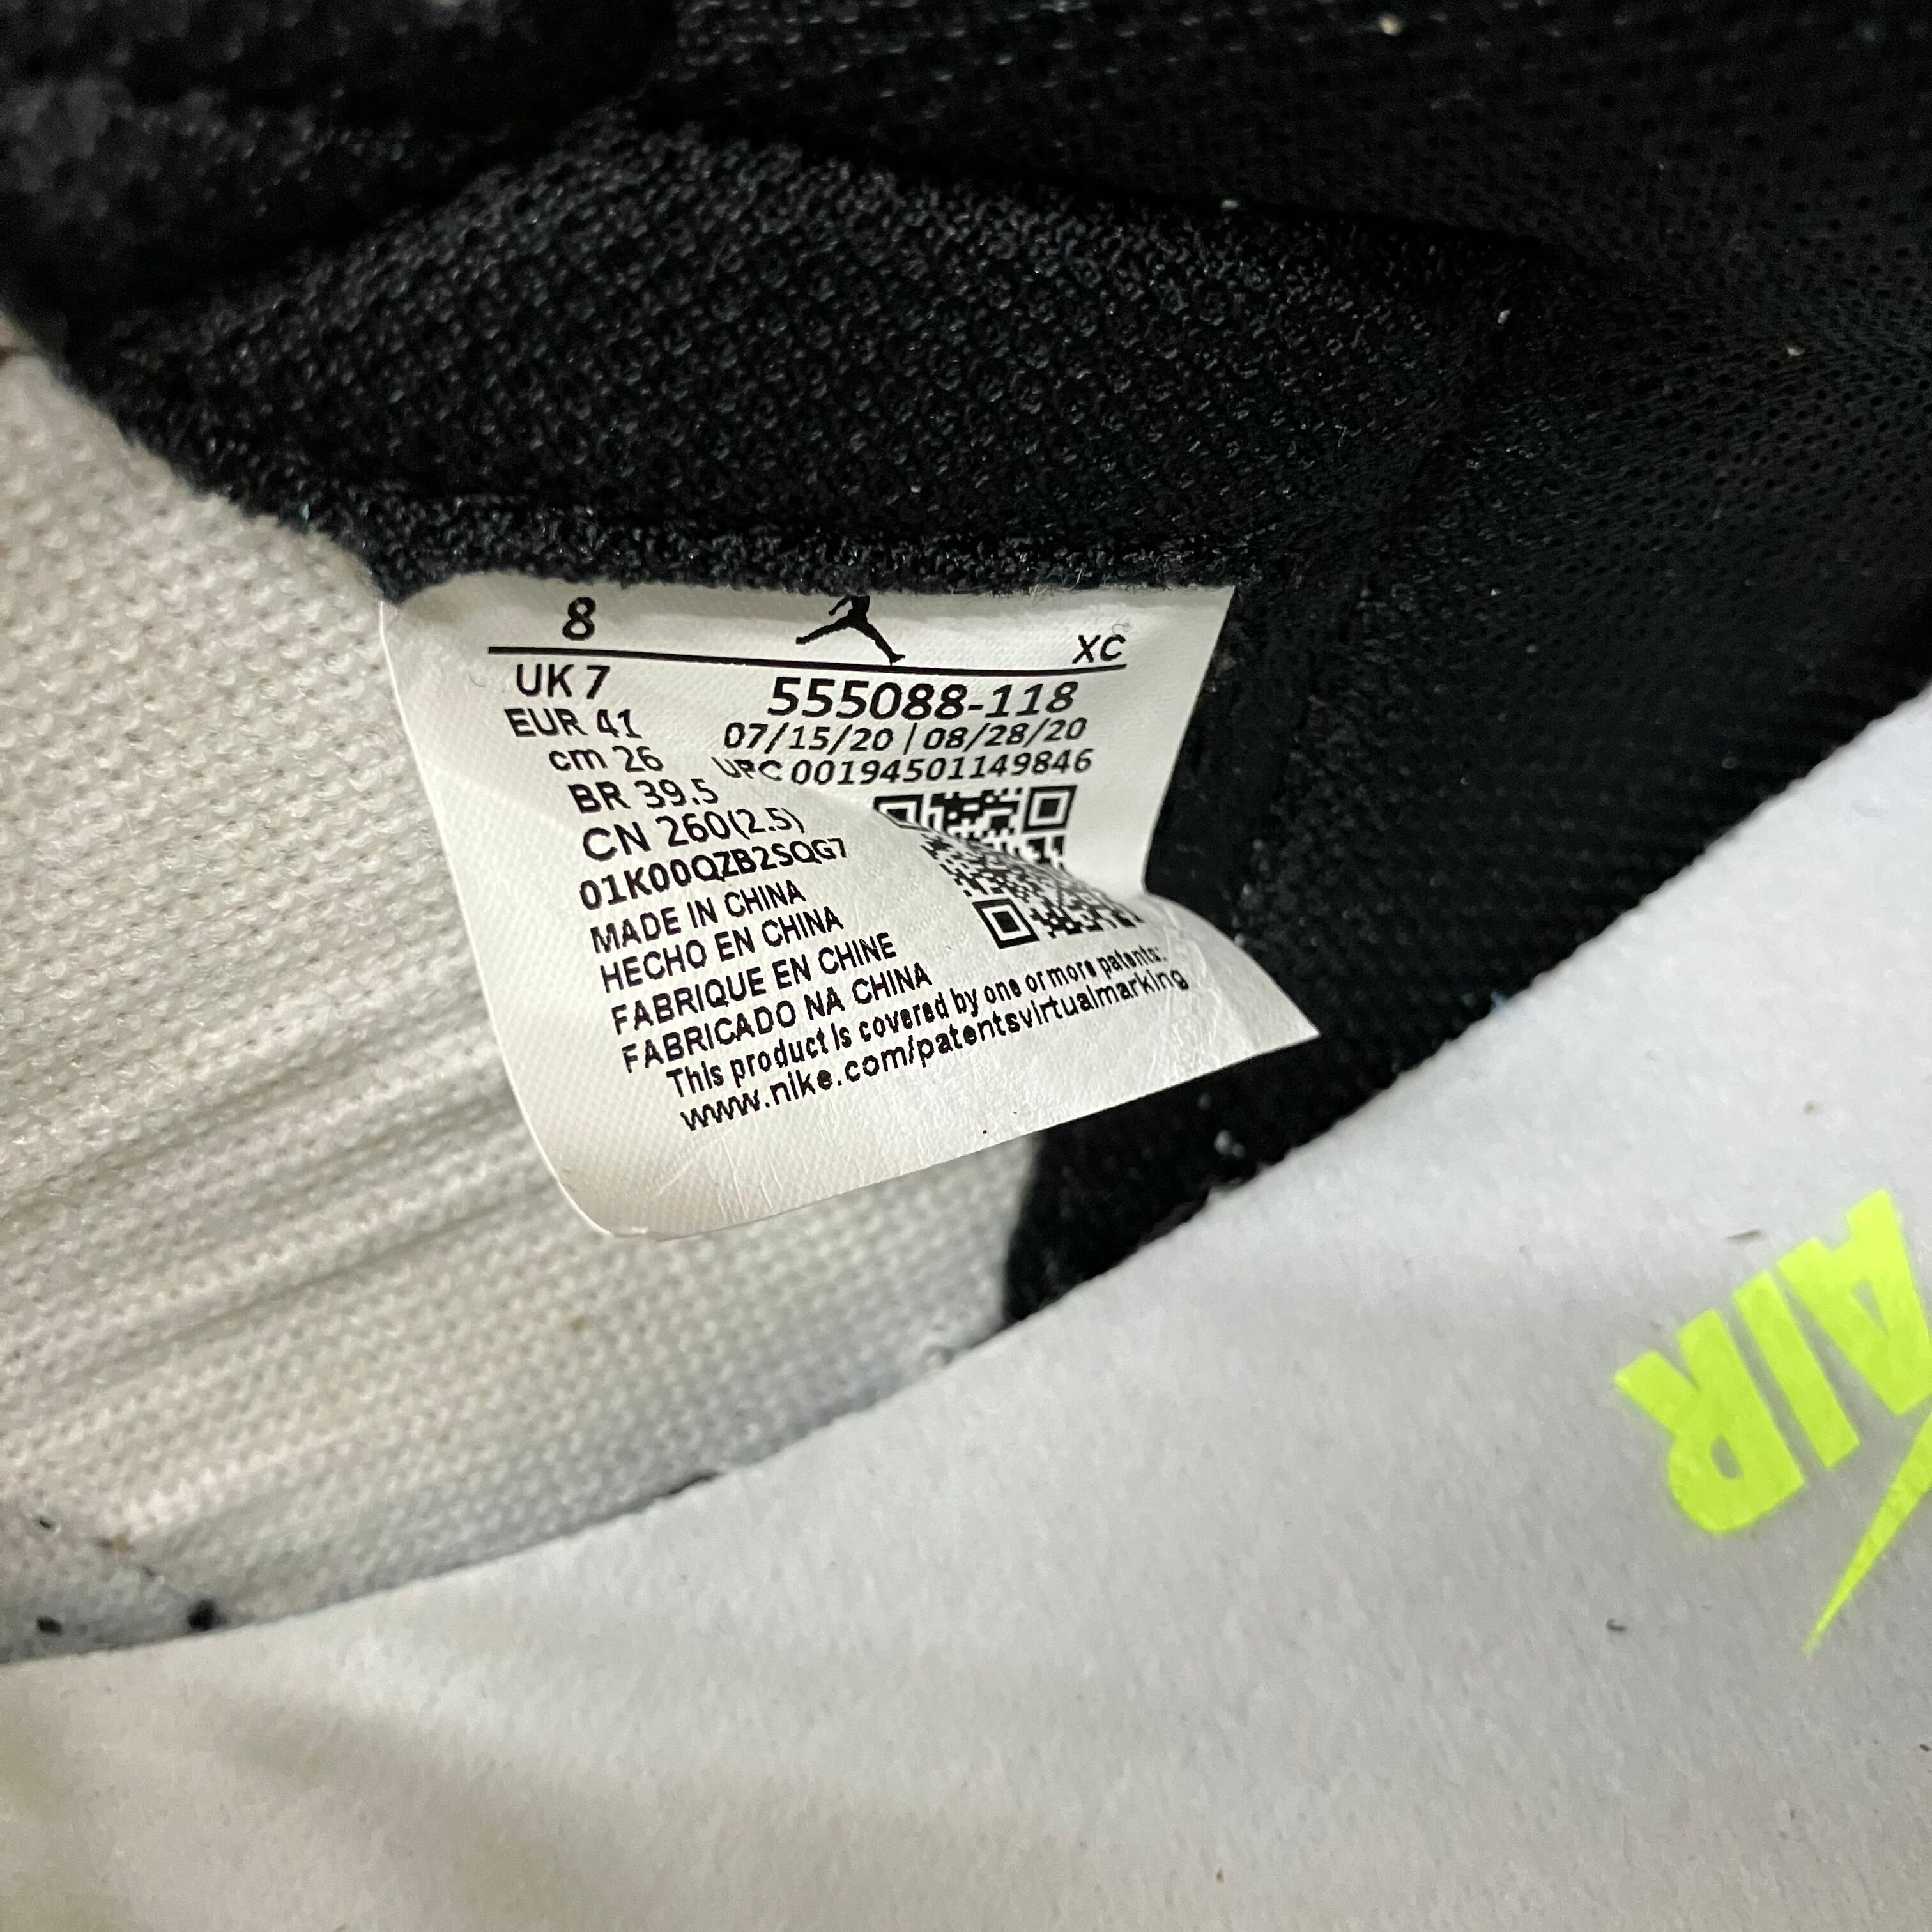 8
XC
UK 7
555088-118
EUR 41
07/15/20 | 08/28/20
cm 26
UPC 00194501149846
BR 39.5
CN 260(2.5)
01K00QZB2SQG7
MADE IN CHINA
HECHO EN CHINA
FABRIQUE EN CHINE
FABRICADO NA CHINA
This product is covered by one or more patents:
www.nike.com/patentsvirtualmarking
AIR